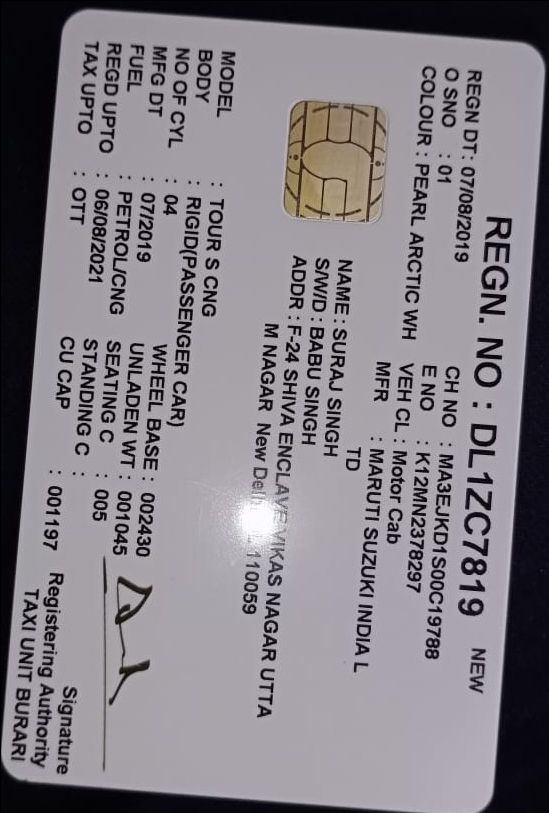 REGN. NO : DL1ZC7819 NEW
REGN DT: 07/08/2019 CH NO : MA3EJKD1S00C19788
O SNO : 01 E NO : K12MN2378297
COLOUR : PEARL ARCTIC WH VEH CL : Motor Cab
MFR : MARUTI SUZUKI INDIA L
TD
NAME : SURAJ SINGH
S/W/D : BABU SINGH
ADDR : F-24 SHIVA ENCLAVE VIKAS NAGAR UTTA
M NAGAR New Delhi 110059
MODEL : TOUR S CNG
BODY : RIGID(PASSENGER CAR)
NO OF CYL : 04 WHEEL BASE : 002430
MFG DT : 07/2019 UNLADEN WT : 001045
FUEL : PETROL/CNG SEATING C : 005
REGD UPTO : 06/08/2021 STANDING C :
TAX UPTO : OTT CU CAP : 001197
Signature
Registering Authority
TAXI UNIT BURARI